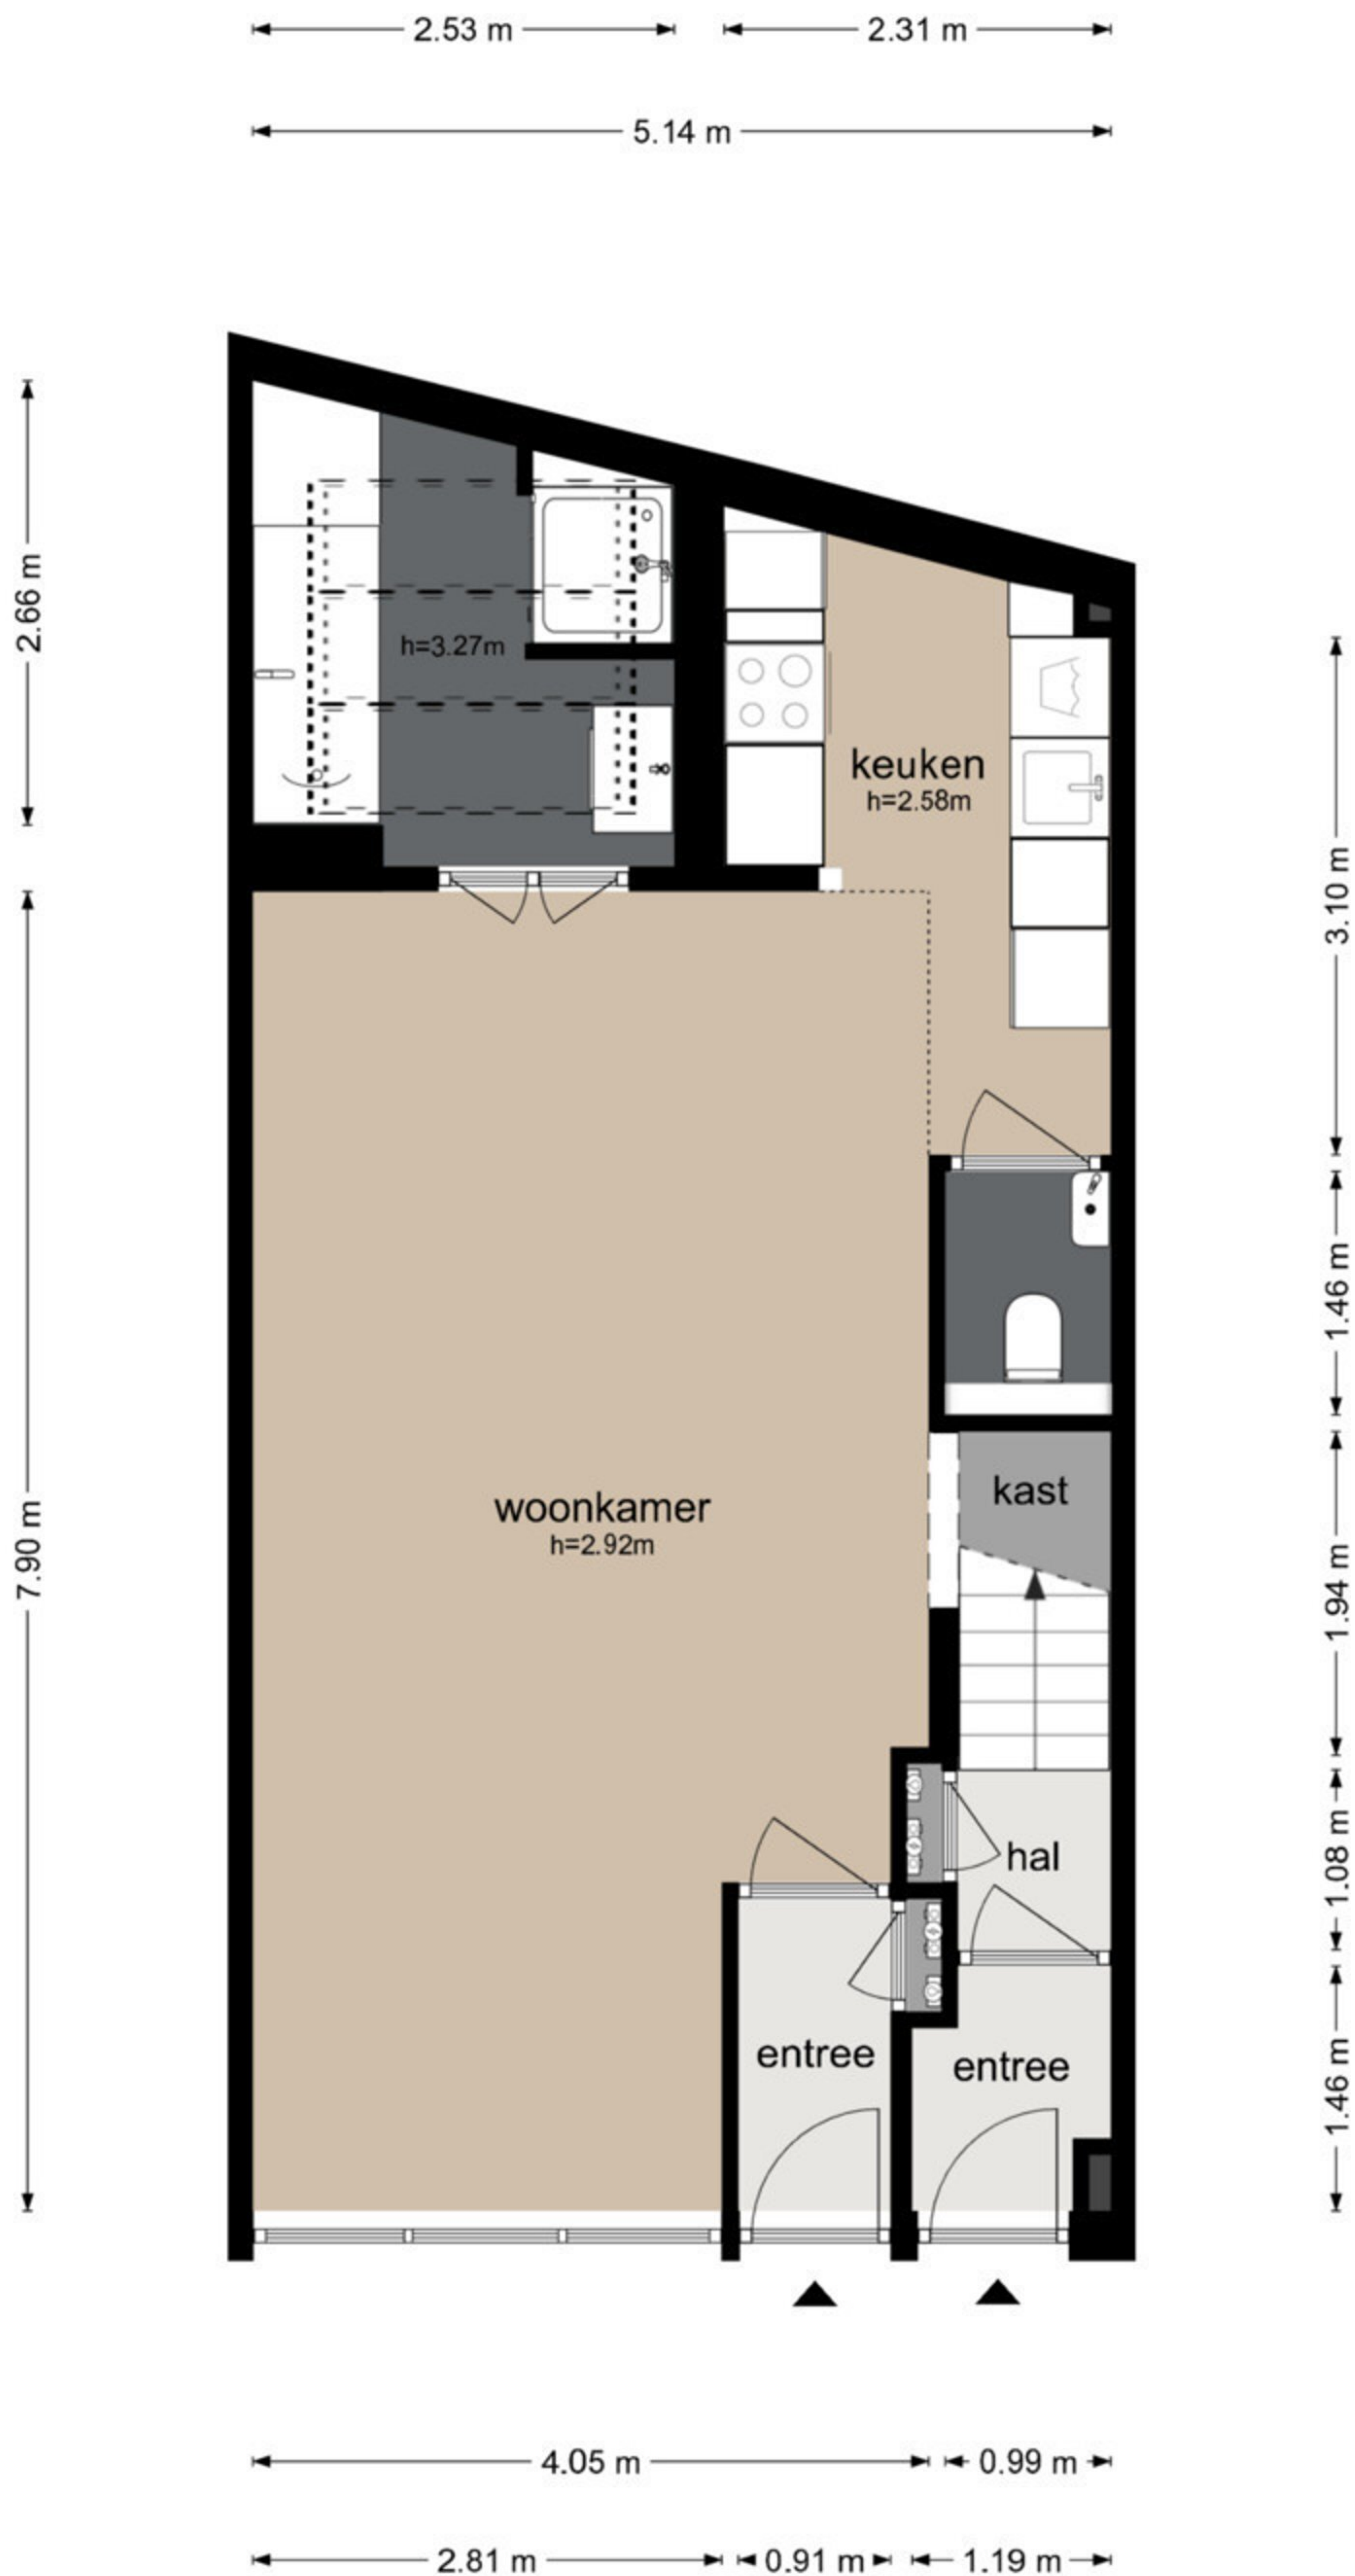 2.53 m
2.31 m
5.14 m
2.66 m
h=3.27m
keuken
h=2.58m
3.10 m
1.46 m
kast
woonkamer
h=2.92m
7.90 m
1.94 m
hal
1.08 m
entree
entree
1.46 m
4.05 m
0.99 m
2.81 m
0.91 m
1.19 m